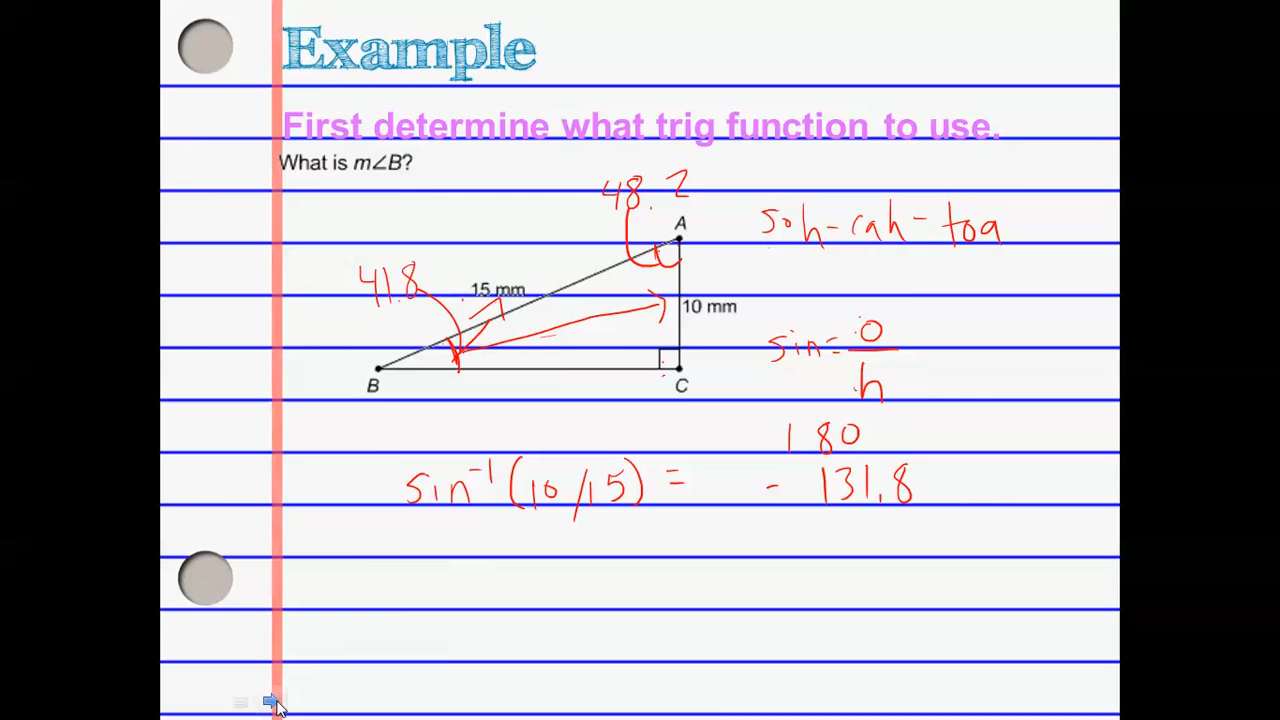 Example
First determine what trig function to use.
What is m∠B?
48.2
A
soh-cah-toa
41.8
15 mm
10 mm
sin = o/h
B
C
180
sin⁻¹(10/15) =
- 131.8